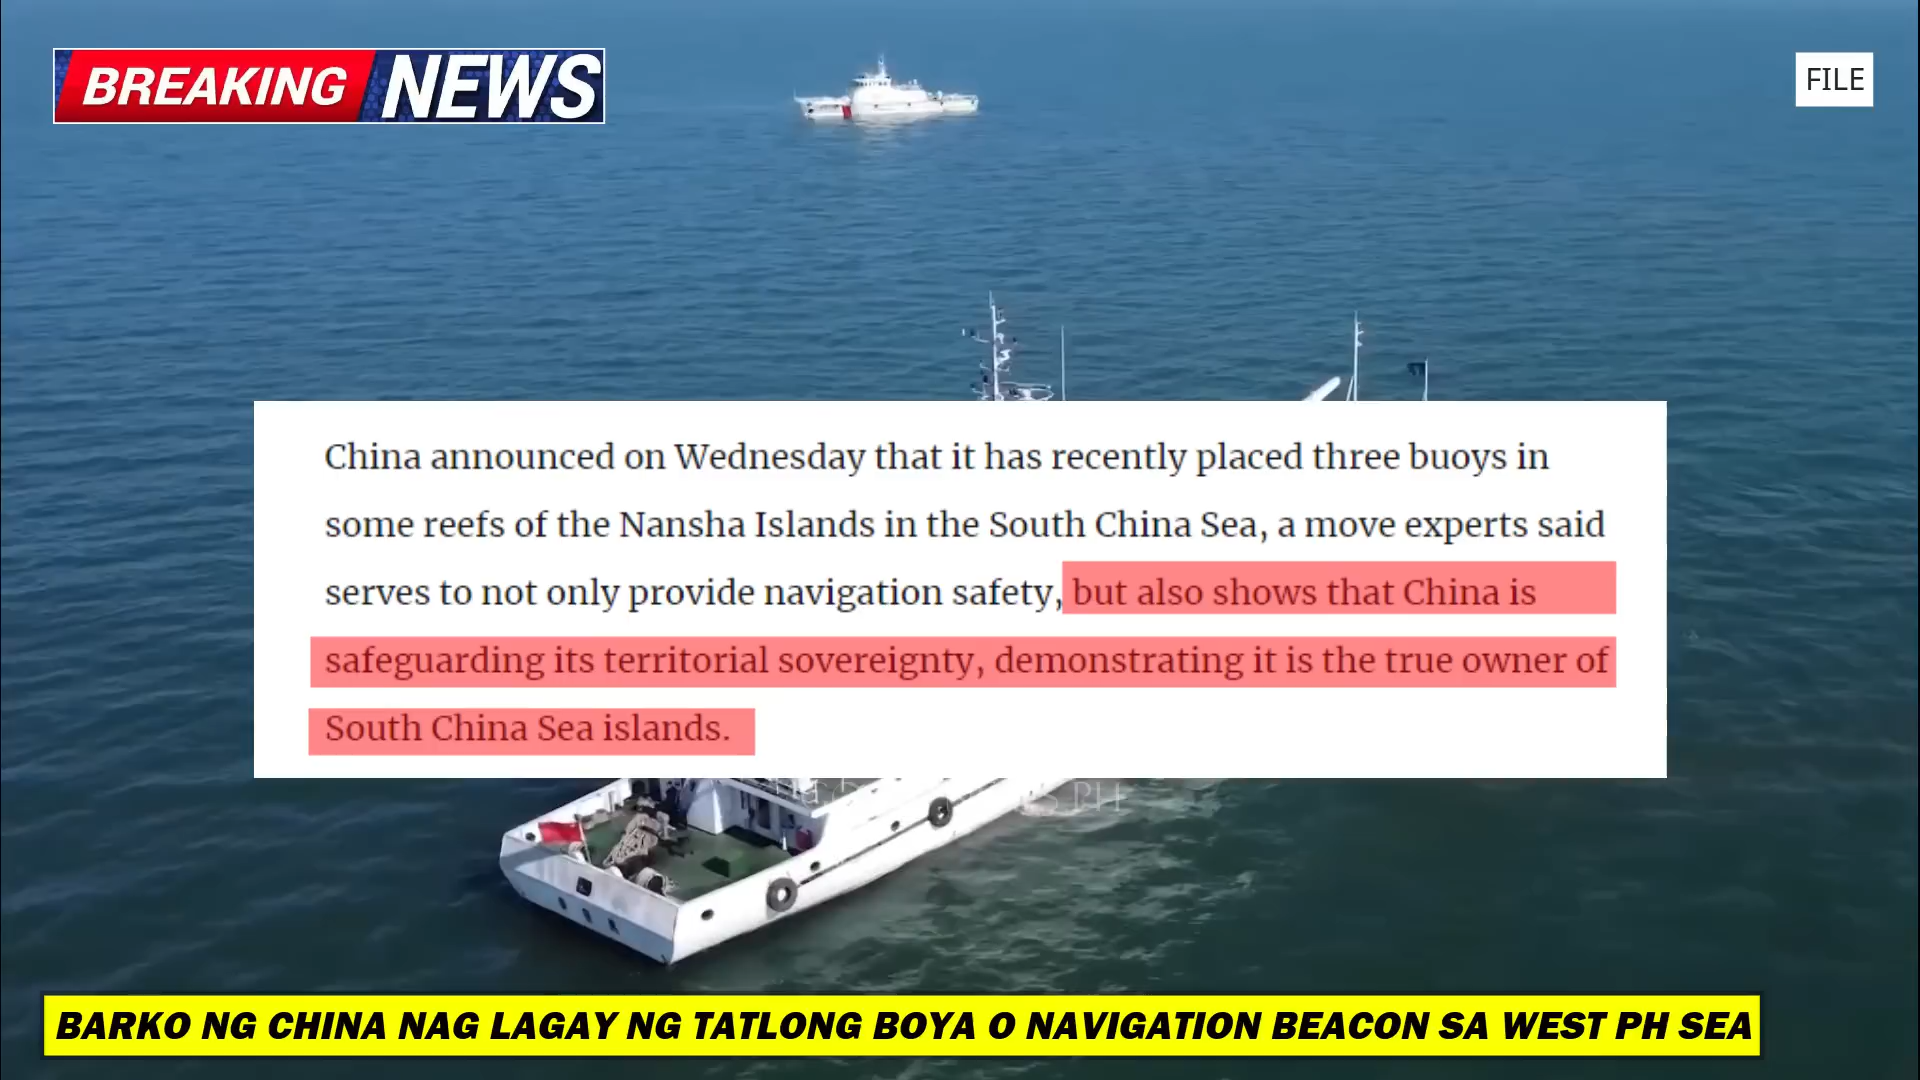 BREAKING NEWS
FILE
China announced on Wednesday that it has recently placed three buoys in
some reefs of the Nansha Islands in the South China Sea, a move experts said
serves to not only provide navigation safety, but also shows that China is
safeguarding its territorial sovereignty, demonstrating it is the true owner of
South China Sea islands.
PH
BARKO NG CHINA NAG LAGAY NG TATLONG BOYA O NAVIGATION BEACON SA WEST PH SEA